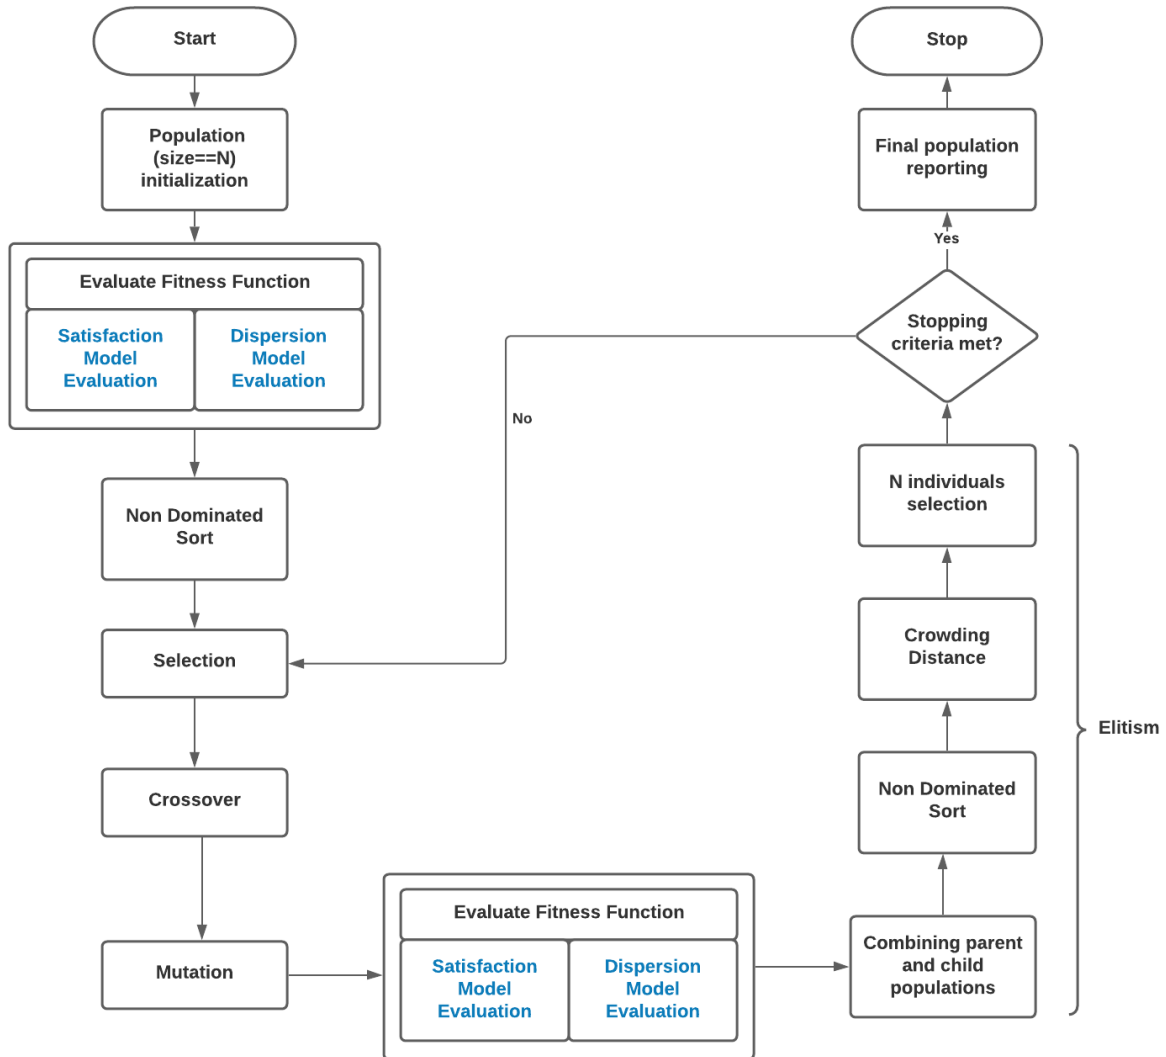 Start
Population
(size==N)
initialization
Evaluate Fitness Function
Satisfaction
Model
Evaluation
Dispersion
Model
Evaluation
Non Dominated
Sort
Selection
Crossover
Mutation
Evaluate Fitness Function
Satisfaction
Model
Evaluation
Dispersion
Model
Evaluation
Combining parent
and child
populations
Non Dominated
Sort
Crowding
Distance
N individuals
selection
Elitism
Stopping
criteria met?
No
Yes
Final population
reporting
Stop